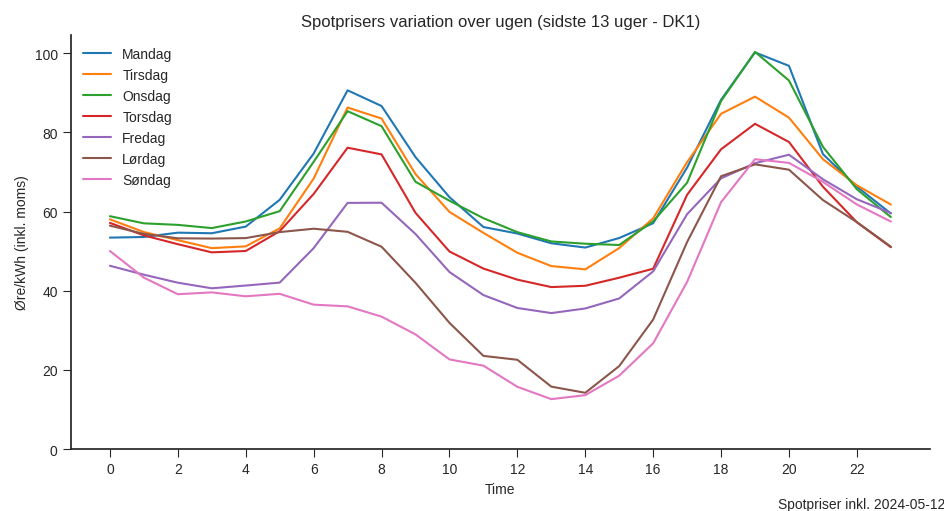 Spotprisers variation over ugen (sidste 13 uger - DK1)
Øre/kWh (inkl. moms)
100
80
60
40
20
0
Mandag
Tirsdag
Onsdag
Torsdag
Fredag
Lørdag
Søndag
0 2 4 6 8 10 12 14 16 18 20 22
Time
Spotpriser inkl. 2024-05-12